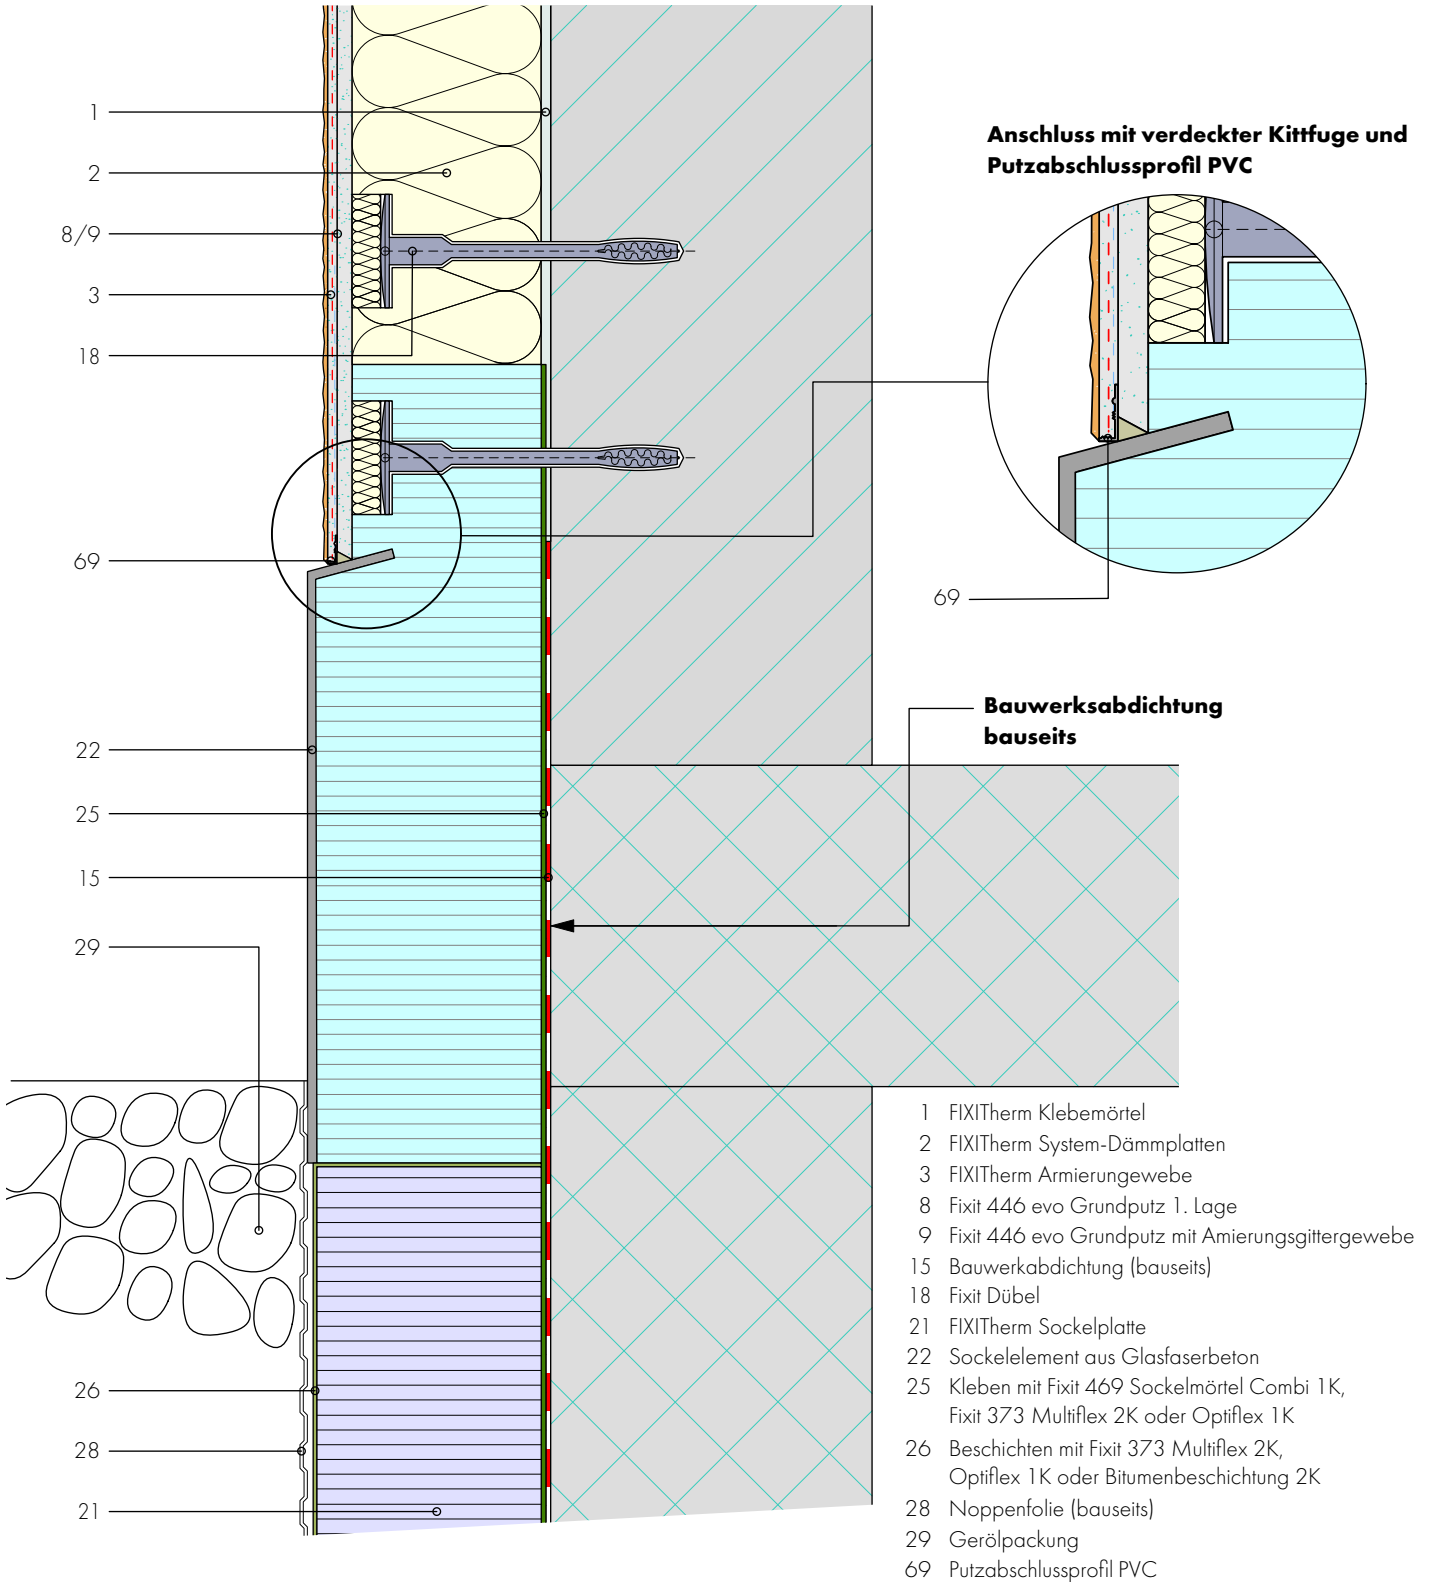 1
2
8/9
3
18
69
22
25
15
29
26
28
21
Anschluss mit verdeckter Kittfuge und
Putzabschlussprofil PVC
69
Bauwerksabdichtung
bauseits
1 FIXITherm Klebemörtel
2 FIXITherm System-Dämmplatten
3 FIXITherm Armierungewebe
8 Fixit 446 evo Grundputz 1. Lage
9 Fixit 446 evo Grundputz mit Amierungsgittergewebe
15 Bauwerkabdichtung (bauseits)
18 Fixit Dübel
21 FIXITherm Sockelplatte
22 Sockelelement aus Glasfaserbeton
25 Kleben mit Fixit 469 Sockelmörtel Combi 1K,
Fixit 373 Multiflex 2K oder Optiflex 1K
26 Beschichten mit Fixit 373 Multiflex 2K,
Optiflex 1K oder Bitumenbeschichtung 2K
28 Noppenfolie (bauseits)
29 Gerölpackung
69 Putzabschlussprofil PVC